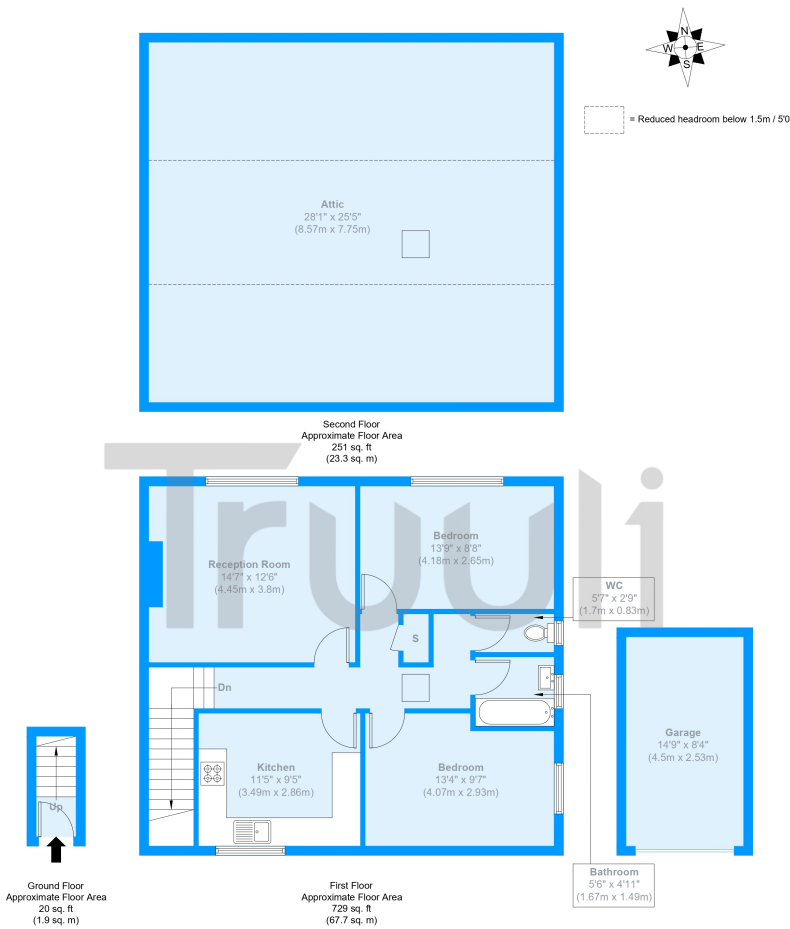 N
W E
S
= Reduced headroom below 1.5m / 5'0
Attic
28'1" x 25'5"
(8.57m x 7.75m)
Second Floor
Approximate Floor Area
251 sq. ft
(23.3 sq. m)
Truuli
Reception Room
14'7" x 12'6"
(4.45m x 3.8m)
Bedroom
13'9" x 8'8"
(4.18m x 2.65m)
WC
5'7" x 2'9"
(1.7m x 0.83m)
S
Dn
Kitchen
11'5" x 9'5"
(3.49m x 2.86m)
Bedroom
13'4" x 9'7"
(4.07m x 2.93m)
Garage
14'9" x 8'4"
(4.5m x 2.53m)
Up
Bathroom
5'6" x 4'11"
(1.67m x 1.49m)
Ground Floor
Approximate Floor Area
20 sq. ft
(1.9 sq. m)
First Floor
Approximate Floor Area
729 sq. ft
(67.7 sq. m)